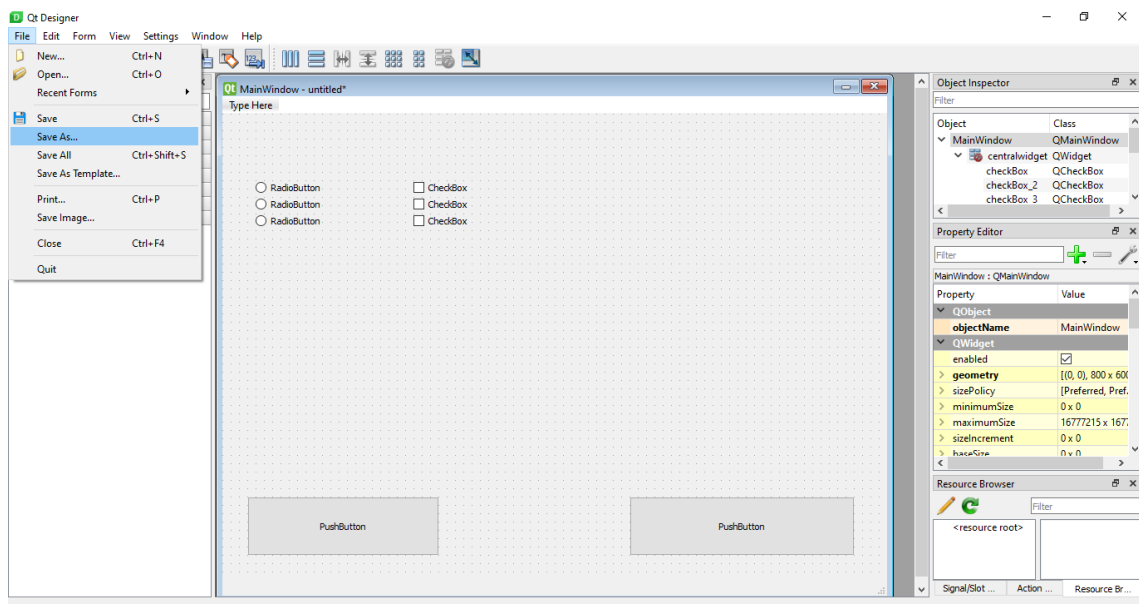 Qt Designer
File Edit Form View Settings Window Help
New... Ctrl+N
Open... Ctrl+O
Recent Forms
Save Ctrl+S
Save As...
Save All Ctrl+Shift+S
Save As Template...
Print... Ctrl+P
Save Image...
Close Ctrl+F4
Quit
MainWindow - untitled*
Type Here
RadioButton CheckBox
RadioButton CheckBox
RadioButton CheckBox
PushButton PushButton
Object Inspector
Filter
Object Class
MainWindow QMainWindow
centralwidget QWidget
checkBox QCheckBox
checkBox_2 QCheckBox
checkBox_3 QCheckBox
Property Editor
Filter
MainWindow : QMainWindow
Property Value
QObject
objectName MainWindow
QWidget
enabled
geometry [(0, 0), 800 x 600
sizePolicy [Preferred, Pref.
minimumSize 0 x 0
maximumSize 16777215 x 1677
sizeIncrement 0 x 0
baseSize 0 x 0
Resource Browser
Filter
<resource root>
Signal/Slot ... Action ... Resource Br...